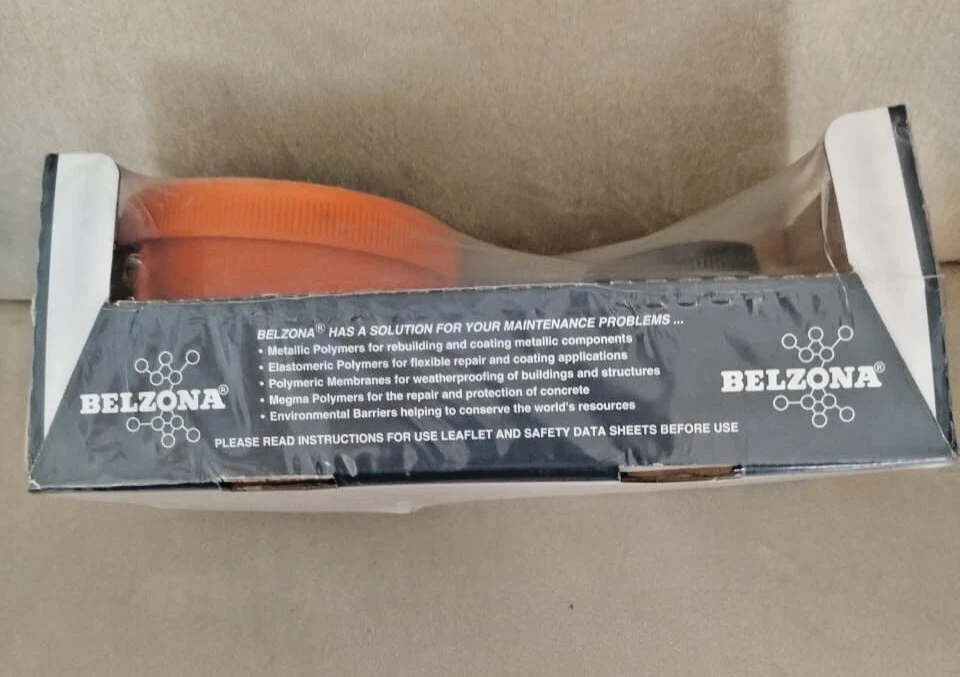 BELZONA® HAS A SOLUTION FOR YOUR MAINTENANCE PROBLEMS ...
• Metallic Polymers for rebuilding and coating metallic components
• Elastomeric Polymers for flexible repair and coating applications
• Polymeric Membranes for weatherproofing of buildings and structures
• Megma Polymers for the repair and protection of concrete
• Environmental Barriers helping to conserve the world's resources
PLEASE READ INSTRUCTIONS FOR USE LEAFLET AND SAFETY DATA SHEETS BEFORE USE
BELZONA®
BELZONA®